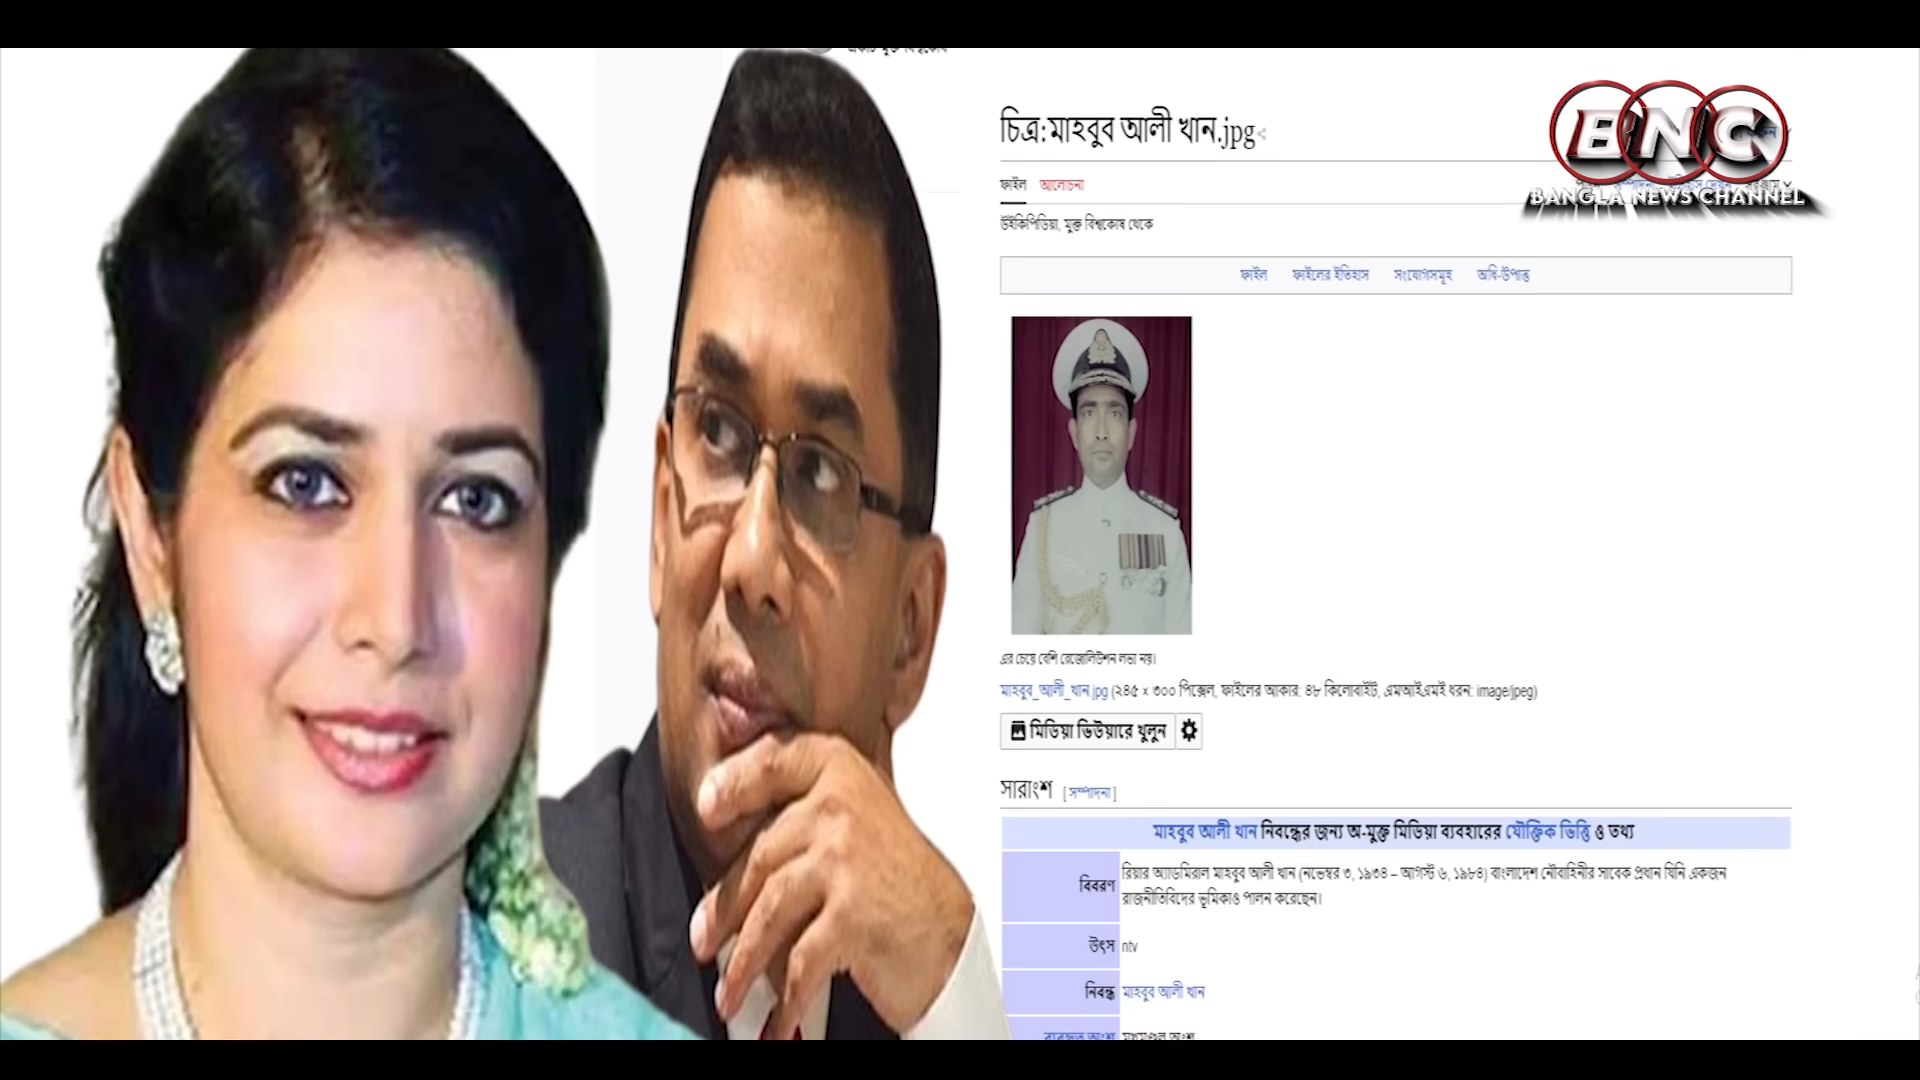 একটি মুক্ত বিশ্বকোষ
চিত্র:মাহবুব আলী খান.jpg
BNC
BANGLA NEWS CHANNEL
ফাইল আলোচনা
উইকিপিডিয়া, মুক্ত বিশ্বকোষ থেকে
ফাইল ফাইলের ইতিহাস সংযোগসমূহ অধি-উপাত্ত
এর চেয়ে বেশি রেজোলিউশন লভ্য নয়।
মাহবুব_আলী_খান.jpg (২৪৫ × ৩০০ পিক্সেল, ফাইলের আকার: ৪৮ কিলোবাইট, এমআইএমই ধরন: image/jpeg)
মিডিয়া ভিউয়ারে খুলুন
সারাংশ [ সম্পাদনা ]
মাহবুব আলী খান নিবন্ধের জন্য অ-মুক্ত মিডিয়া ব্যবহারের যৌক্তিক ভিত্তি ও তথ্য
বিবরণ
রিয়ার অ্যাডমিরাল মাহবুব আলী খান (নভেম্বর ৩, ১৯৩৪ – আগস্ট ৬, ১৯৮৪) বাংলাদেশ নৌবাহিনীর সাবেক প্রধান যিনি একজন
রাজনীতিবিদের ভূমিকাও পালন করেছেন।
উৎস ntv
নিবন্ধ মাহবুব আলী খান
ব্যবহৃত অংশ